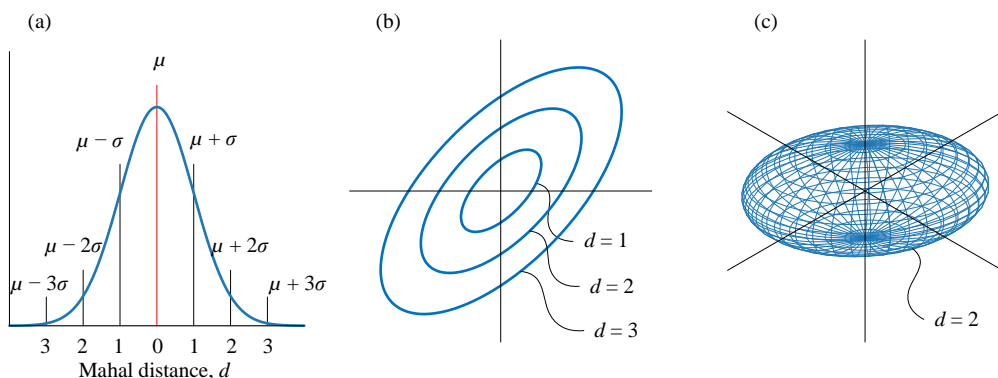 (a)
μ
μ − σ
μ + σ
μ − 2σ
μ + 2σ
μ − 3σ
μ + 3σ
3 2 1 0 1 2 3
Mahal distance, d
(b)
d = 1
d = 2
d = 3
(c)
d = 2